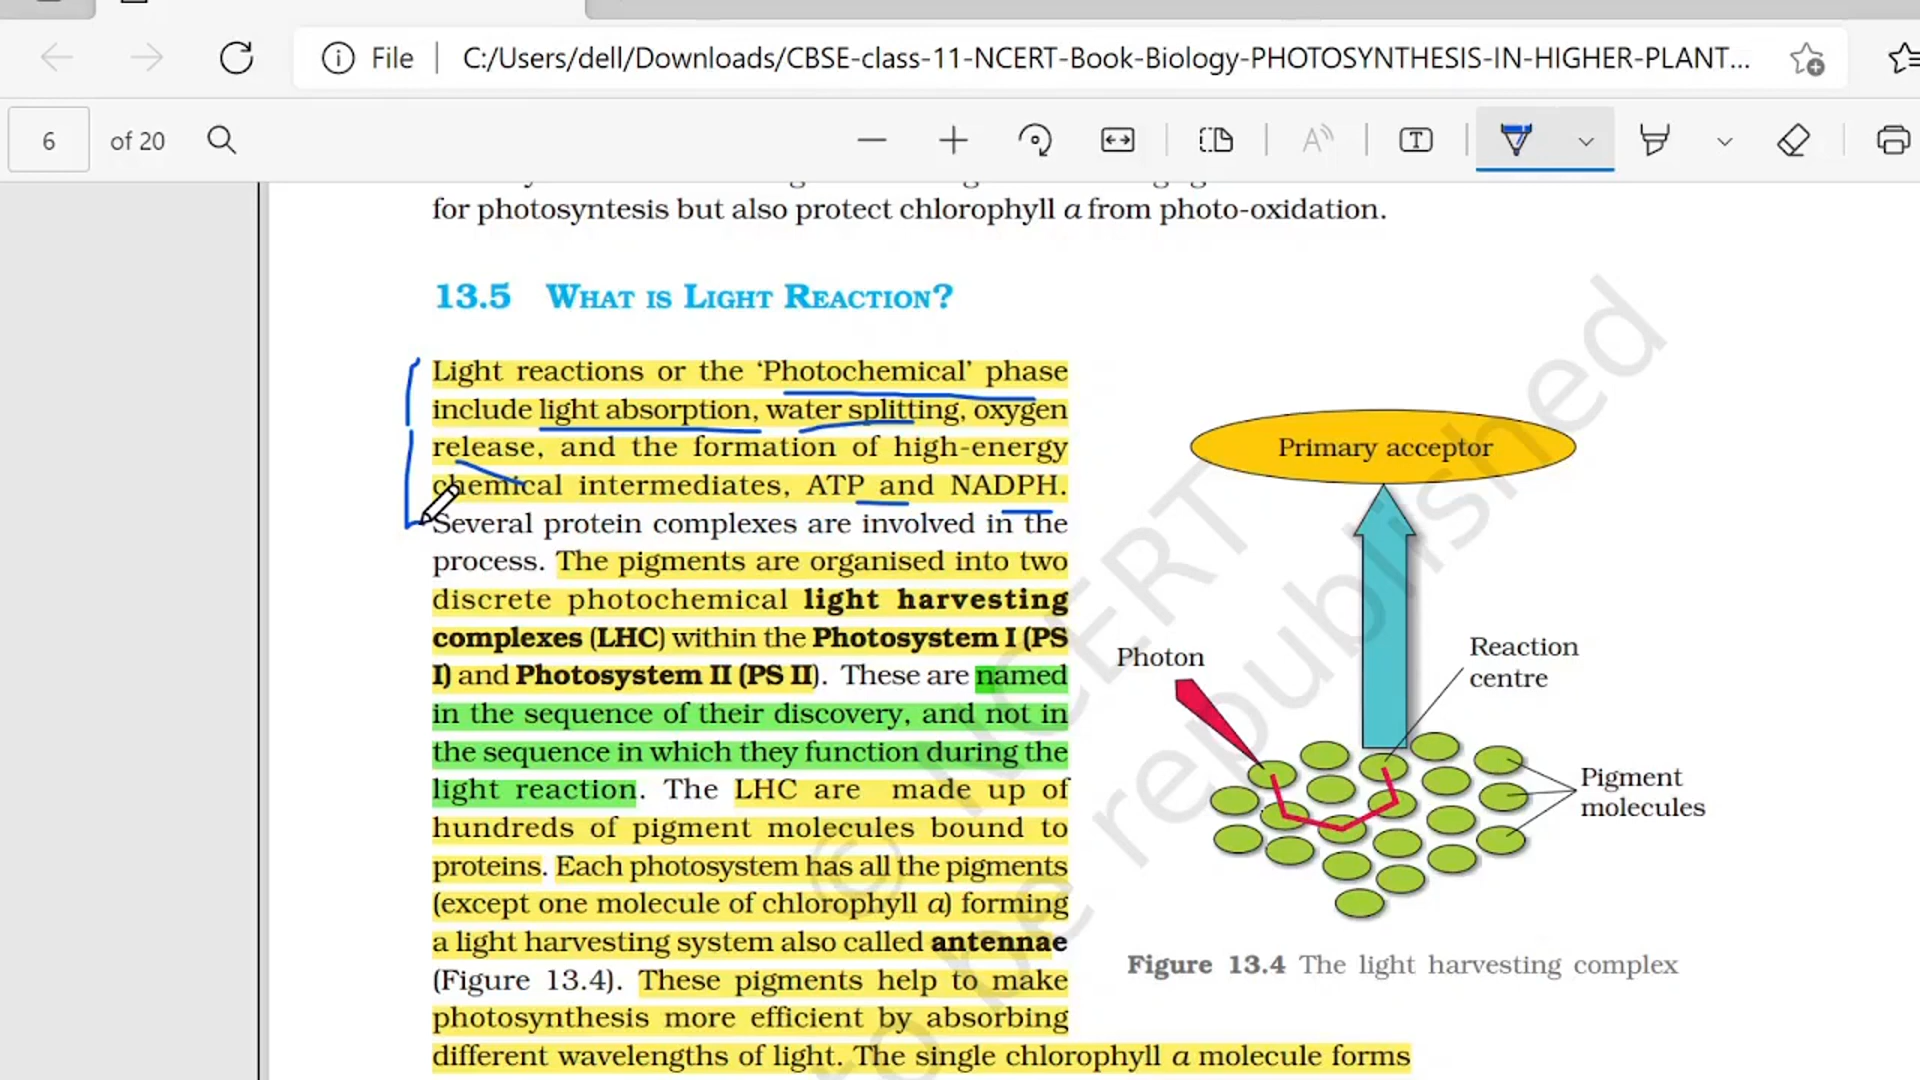 File
C:/Users/dell/Downloads/CBSE-class-11-NCERT-Book-Biology-PHOTOSYNTHESIS-IN-HIGHER-PLANT...
6 of 20
for photosyntesis but also protect chlorophyll a from photo-oxidation.
13.5 WHAT IS LIGHT REACTION?
Light reactions or the ‘Photochemical’ phase
include light absorption, water splitting, oxygen
release, and the formation of high-energy
chemical intermediates, ATP and NADPH.
Several protein complexes are involved in the
process. The pigments are organised into two
discrete photochemical light harvesting
complexes (LHC) within the Photosystem I (PS
I) and Photosystem II (PS II). These are named
in the sequence of their discovery, and not in
the sequence in which they function during the
light reaction. The LHC are made up of
hundreds of pigment molecules bound to
proteins. Each photosystem has all the pigments
(except one molecule of chlorophyll a) forming
a light harvesting system also called antennae
(Figure 13.4). These pigments help to make
photosynthesis more efficient by absorbing
different wavelengths of light. The single chlorophyll a molecule forms
Primary acceptor
Photon
Reaction
centre
Pigment
molecules
Figure 13.4 The light harvesting complex
© NCERT
to be republished